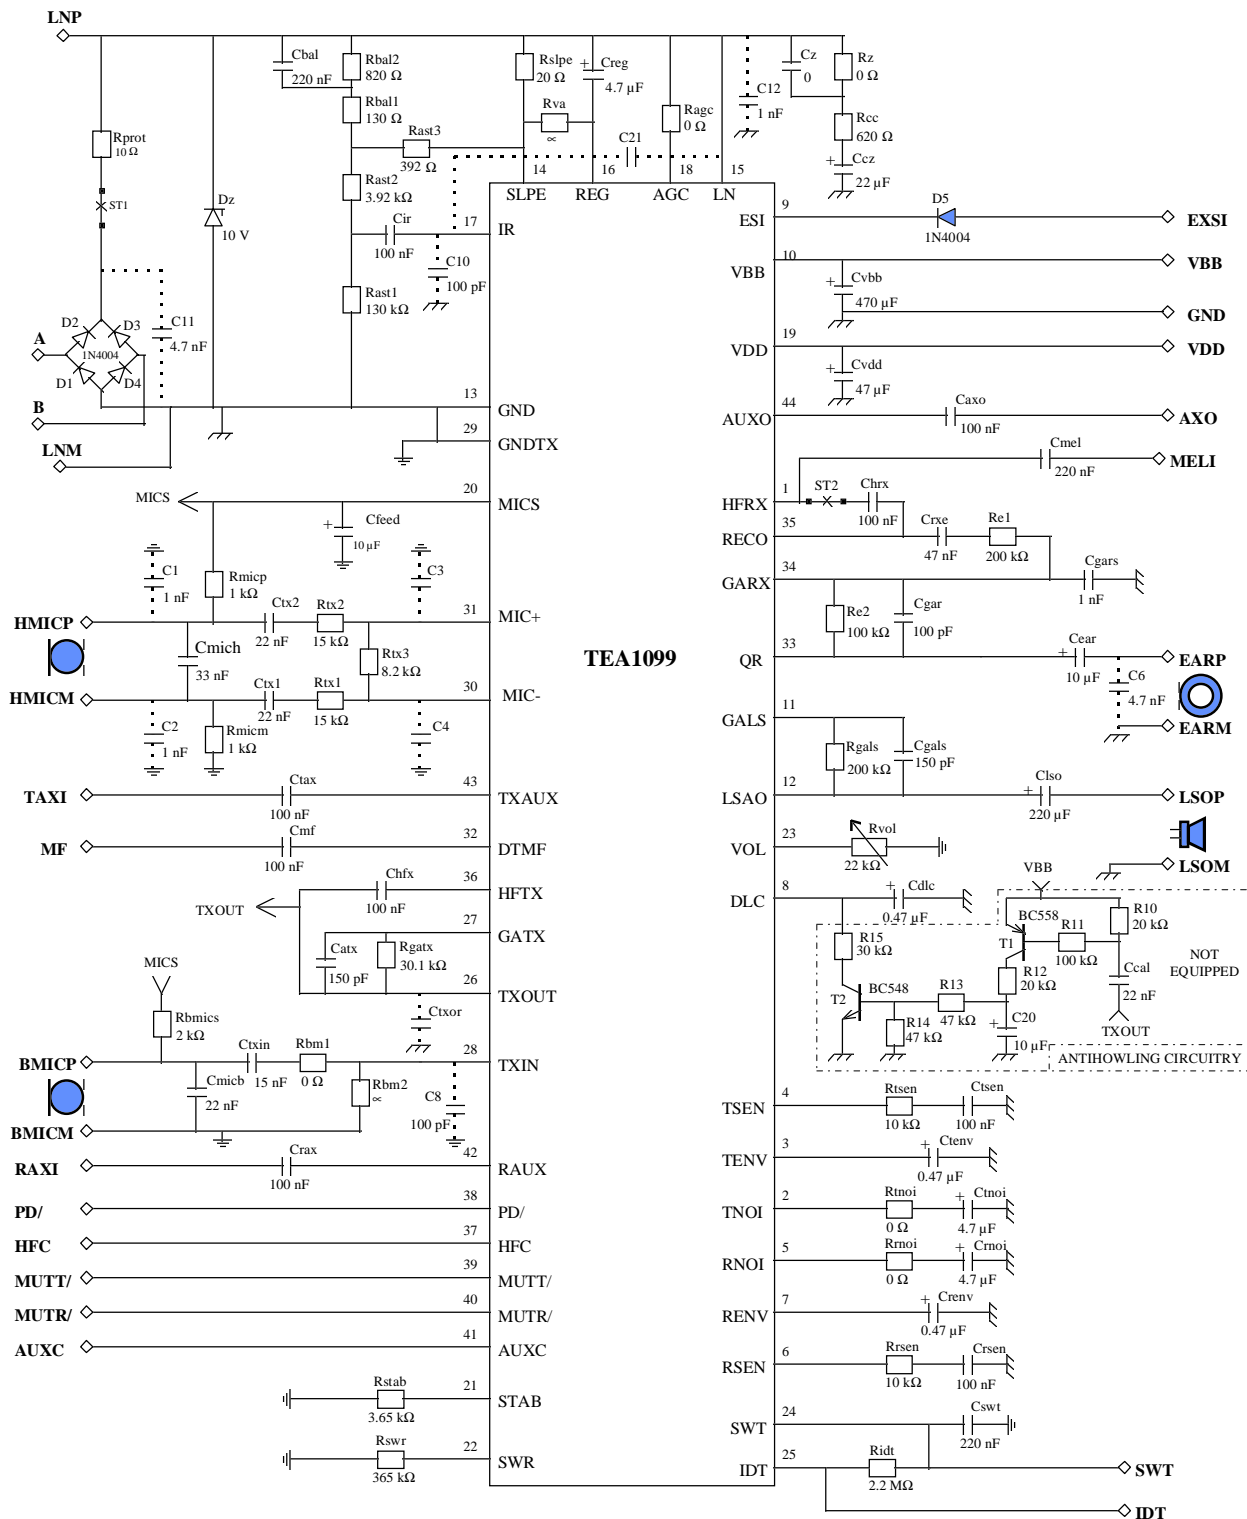 LNP
Cbal
220 nF
Rbal2
820 Ω
Rslpe
20 Ω
+
Creg
4.7 µF
Cz
0
Rz
0 Ω
C12
1 nF
Rprot
10 Ω
Rbal1
130 Ω
Rva
∞
Ragc
0 Ω
Rcc
620 Ω
Rast3
392 Ω
C21
+
Ccz
22 µF
14
16
18
15
ST1
Dz
10 V
Rast2
3.92 kΩ
SLPE
REG
AGC
LN
Cir
100 nF
17
IR
9
ESI
D5
1N4004
EXSI
C10
100 pF
10
VBB
+
Cvbb
470 µF
VBB
Rast1
130 kΩ
GND
D2
D3
C11
4.7 nF
A
1N4004
D1
D4
19
VDD
+
Cvdd
47 µF
VDD
B
13
GND
44
AUXO
Caxo
100 nF
AXO
29
GNDTX
LNM
Cmel
220 nF
MELI
MICS
20
MICS
1
HFRX
ST2
Chrx
100 nF
+
Cfeed
10 µF
35
RECO
Crxe
47 nF
Re1
200 kΩ
C1
1 nF
Rmicp
1 kΩ
C3
34
GARX
Cgars
1 nF
HMICP
Ctx2
22 nF
Rtx2
15 kΩ
31
MIC+
Re2
100 kΩ
Cgar
100 pF
Cmich
33 nF
Rtx3
8.2 kΩ
TEA1099
33
QR
+
Cear
10 µF
EARP
HMICM
Ctx1
22 nF
Rtx1
15 kΩ
30
MIC-
C6
4.7 nF
C2
1 nF
Rmicm
1 kΩ
C4
11
GALS
EARM
Rgals
200 kΩ
Cgals
150 pF
TAXI
Ctax
100 nF
43
TXAUX
12
LSAO
+
Clso
220 µF
LSOP
MF
Cmf
100 nF
32
DTMF
23
VOL
Rvol
22 kΩ
LSOM
Chfx
100 nF
36
HFTX
8
DLC
+
Cdlc
0.47 µF
VBB
TXOUT
27
GATX
BC558
R10
20 kΩ
R11
100 kΩ
T1
Catx
150 pF
Rgatx
30.1 kΩ
R15
30 kΩ
NOT
EQUIPPED
MICS
26
TXOUT
T2
BC548
R13
47 kΩ
R12
20 kΩ
Ccal
22 nF
TXOUT
Rbmics
2 kΩ
Ctxor
R14
47 kΩ
+
C20
10 µF
BMICP
Ctxin
15 nF
Rbm1
0 Ω
28
TXIN
ANTIHOWLING CIRCUITRY
Cmicb
22 nF
Rbm2
∞
C8
100 pF
BMICM
4
TSEN
Rtsen
10 kΩ
Ctsen
100 nF
RAXI
Crax
100 nF
42
RAUX
3
TENV
+
Ctenv
0.47 µF
PD/
38
PD/
2
TNOI
Rtnoi
0 Ω
+
Ctnoi
4.7 µF
HFC
37
HFC
5
RNOI
Rrnoi
0 Ω
+
Crnoi
4.7 µF
MUTT/
39
MUTT/
MUTR/
40
MUTR/
7
RENV
+
Crenv
0.47 µF
AUXC
41
AUXC
6
RSEN
Rrsen
10 kΩ
Crsen
100 nF
Rstab
3.65 kΩ
21
STAB
24
SWT
Cswt
220 nF
Rswr
365 kΩ
22
SWR
25
IDT
Ridt
2.2 MΩ
SWT
IDT